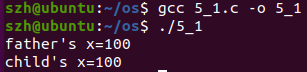 szh@ubuntu:~/os$ gcc 5_1.c -o 5_1
szh@ubuntu:~/os$ ./5_1
father's x=100
child's x=100